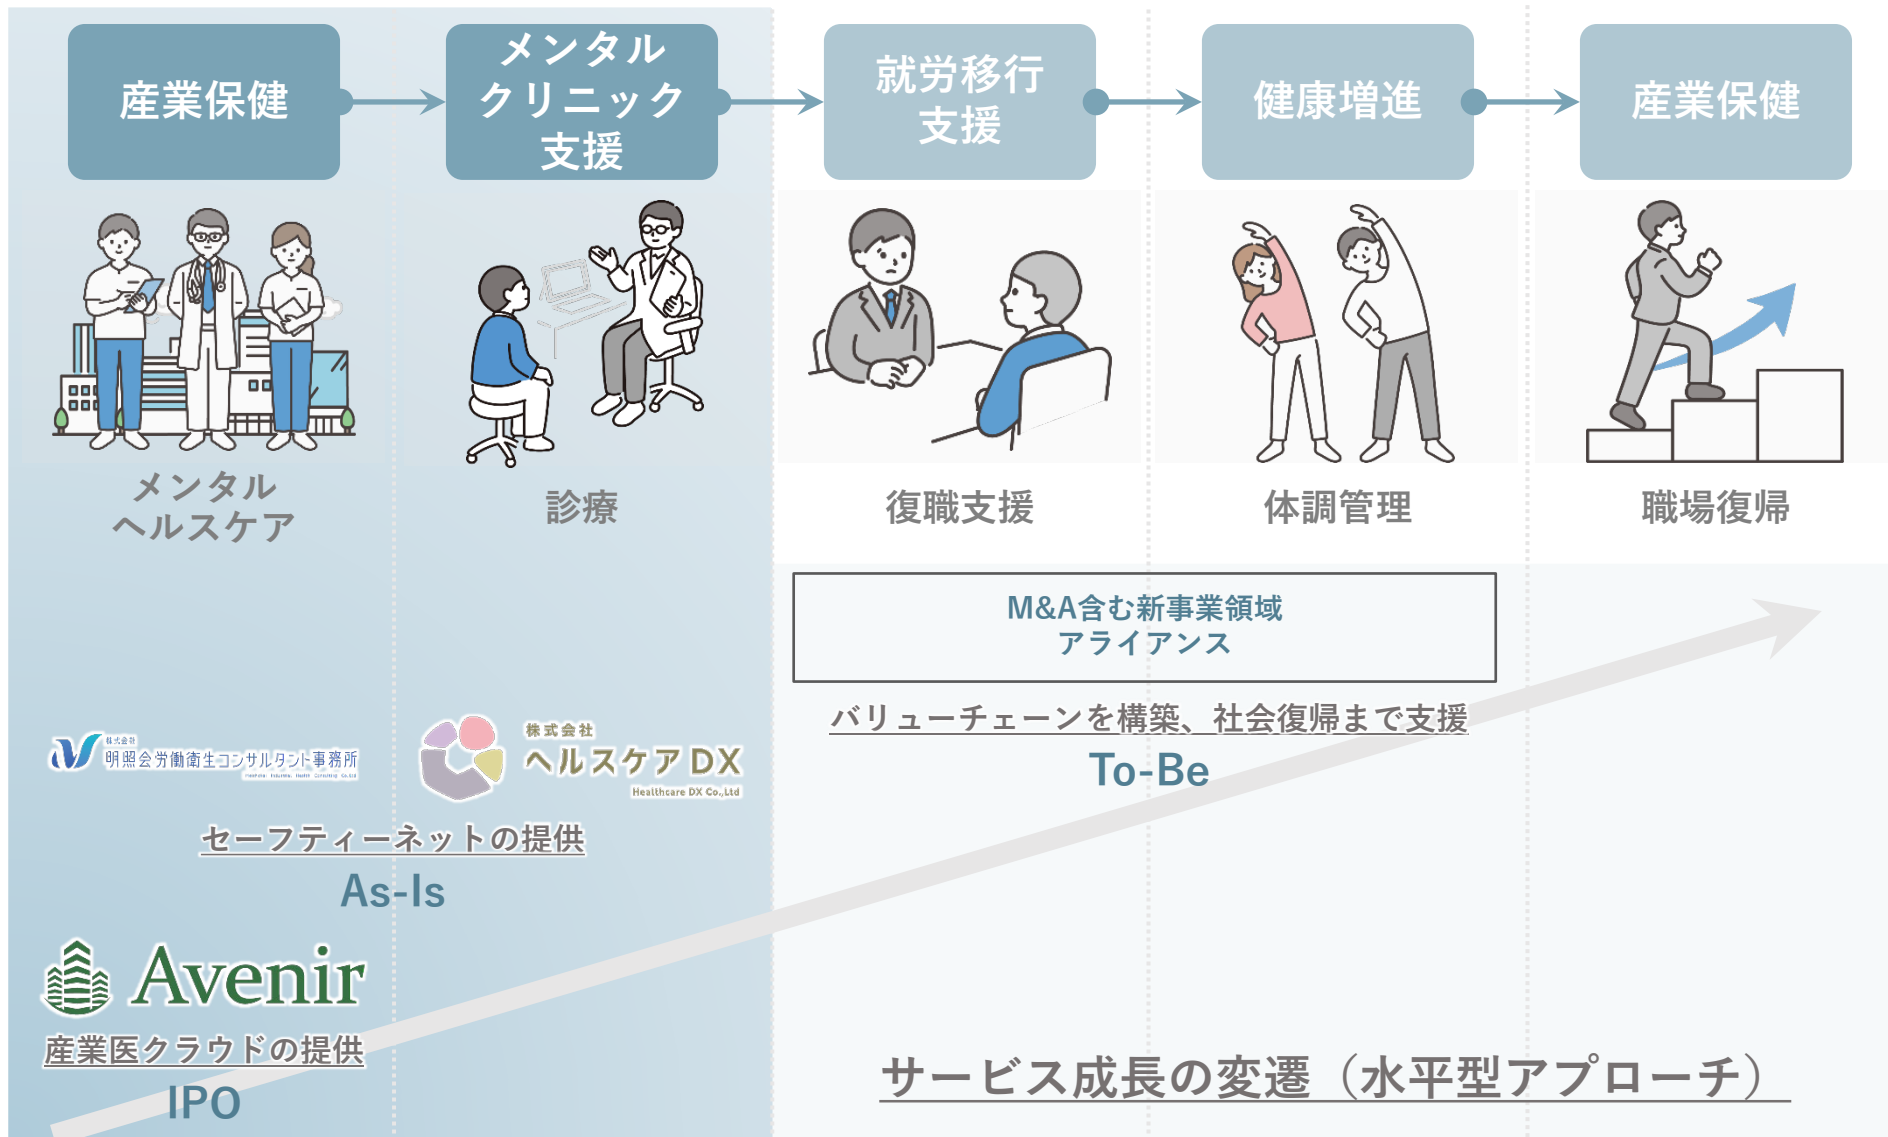 産業保健
メンタル
クリニック
支援
就労移行
支援
健康増進
産業保健
メンタル
ヘルスケア
診療
復職支援
体調管理
職場復帰
M&A含む新事業領域
アライアンス
バリューチェーンを構築、社会復帰まで支援
To-Be
株式会社
明照会労働衛生コンサルタント事務所
株式会社
ヘルスケアDX
Healthcare DX Co.,Ltd
セーフティーネットの提供
As-Is
Avenir
産業医クラウドの提供
IPO
サービス成長の変遷（水平型アプローチ）